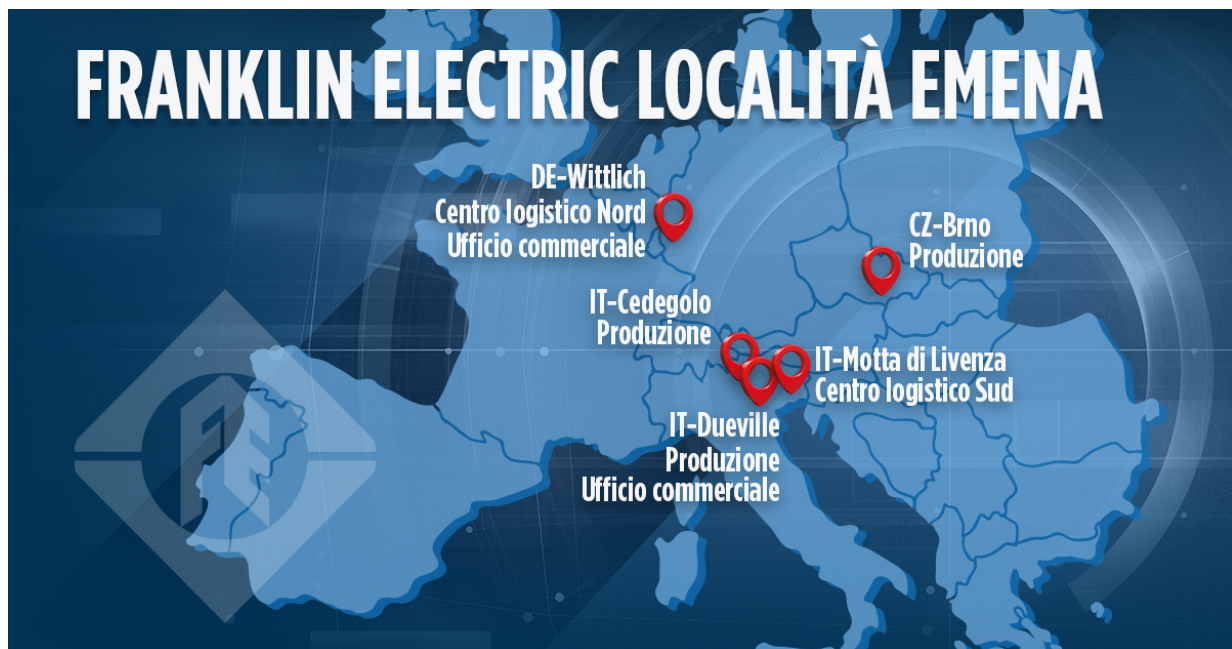 FRANKLIN ELECTRIC LOCALITÀ EMENA
DE-Wittlich
Centro logistico Nord
Ufficio commerciale
CZ-Brno
Produzione
IT-Cedegolo
Produzione
IT-Motta di Livenza
Centro logistico Sud
IT-Dueville
Produzione
Ufficio commerciale